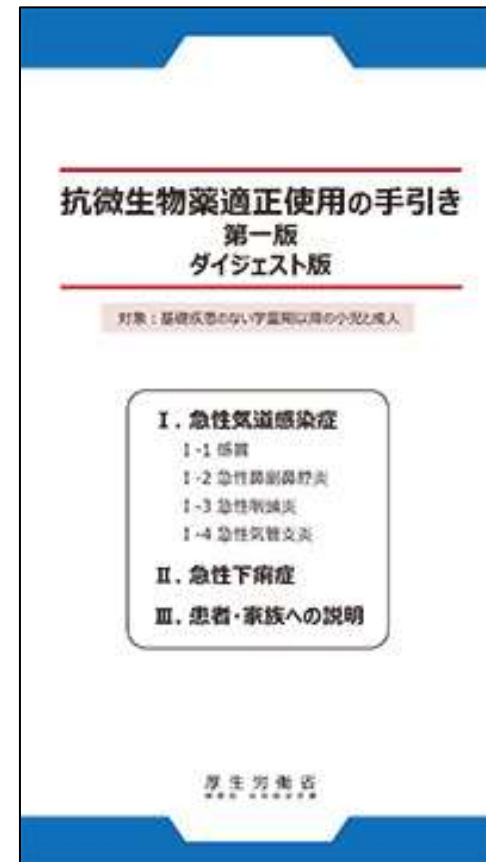 抗微生物薬適正使用の手引き
第一版
ダイジェスト版
対象:基礎疾患のない学童期以降の小児と成人
Ⅰ. 急性気道感染症
Ⅰ-1 感冒
Ⅰ-2 急性鼻副鼻腔炎
Ⅰ-3 急性咽頭炎
Ⅰ-4 急性気管支炎
Ⅱ. 急性下痢症
Ⅲ. 患者・家族への説明
厚生労働省